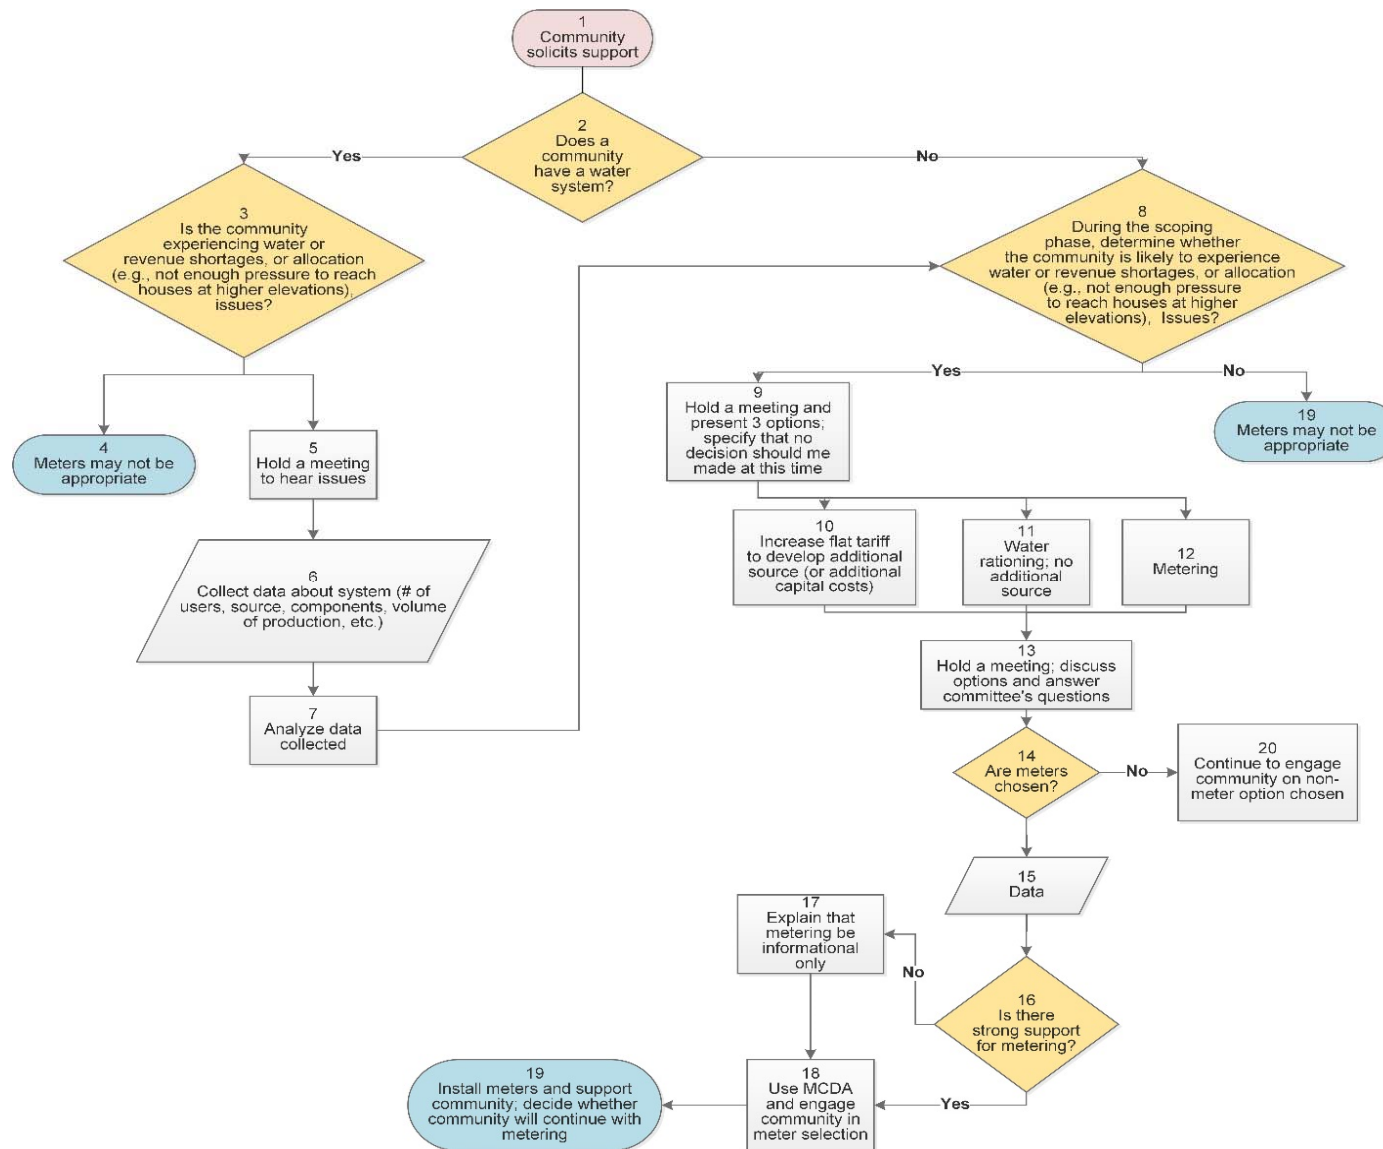 1
Community
solicits support
2
Does a
community
have a water
system?
Yes
No
3
Is the community
experiencing water or
revenue shortages, or allocation
(e.g., not enough pressure to reach
houses at higher elevations),
issues?
8
During the scoping
phase, determine whether
the community is likely to experience
water or revenue shortages, or allocation
(e.g., not enough pressure
to reach houses at higher
elevations), Issues?
Yes
No
4
Meters may not be
appropriate
5
Hold a meeting
to hear issues
9
Hold a meeting and
present 3 options;
specify that no
decision should me
made at this time
19
Meters may not be
appropriate
6
Collect data about system (# of
users, source, components, volume
of production, etc.)
10
Increase flat tariff
to develop additional
source (or additional
capital costs)
11
Water
rationing; no
additional
source
12
Metering
7
Analyze data
collected
13
Hold a meeting; discuss
options and answer
committee's questions
14
Are meters
chosen?
No
20
Continue to engage
community on non-
meter option chosen
15
Data
17
Explain that
metering be
informational
only
No
16
Is there
strong support
for metering?
Yes
18
Use MCDA
and engage
community in
meter selection
19
Install meters and support
community; decide whether
community will continue with
metering